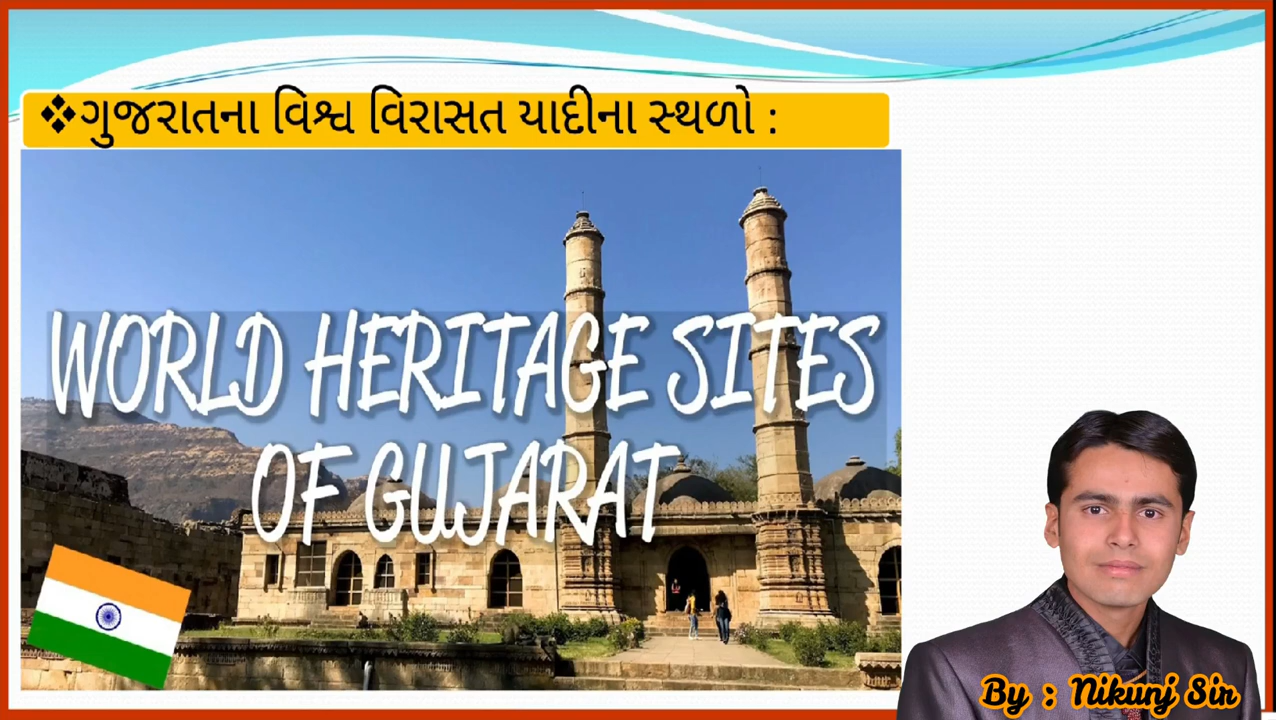 ❖ગુજરાતના વિશ્વ વિરાસત યાદીના સ્થળો :
WORLD HERITAGE SITES
OF GUJARAT
By : Nikunj Sir